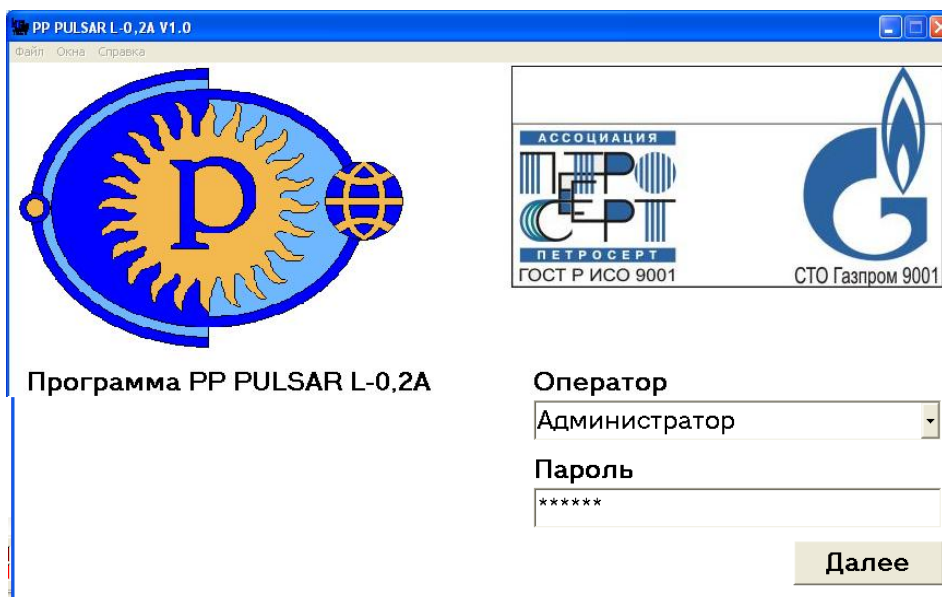 PP PULSAR L-0,2A V1.0
Файл Окна Справка
P
АССОЦИАЦИЯ
ПЕТРО
СЕРТ
ПЕТРОСЕРТ
ГОСТ Р ИСО 9001
СТО Газпром 9001
Программа PP PULSAR L-0,2A
Оператор
Администратор
Пароль
******
Далее